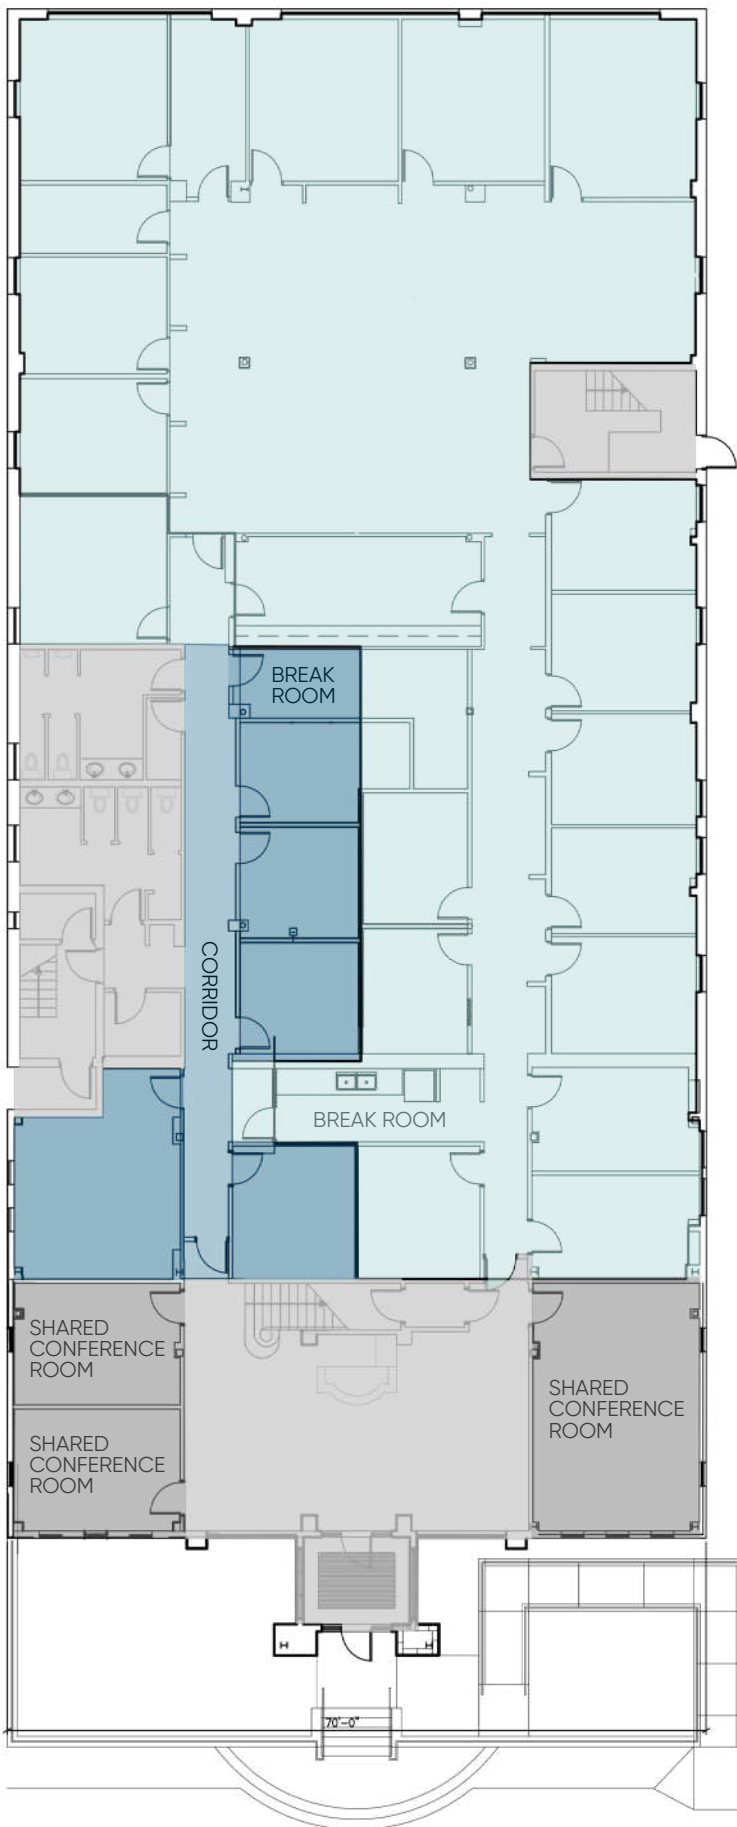 BREAK
ROOM
CORRIDOR
BREAK ROOM
SHARED
CONFERENCE
ROOM
SHARED
CONFERENCE
ROOM
SHARED
CONFERENCE
ROOM
70'-0"